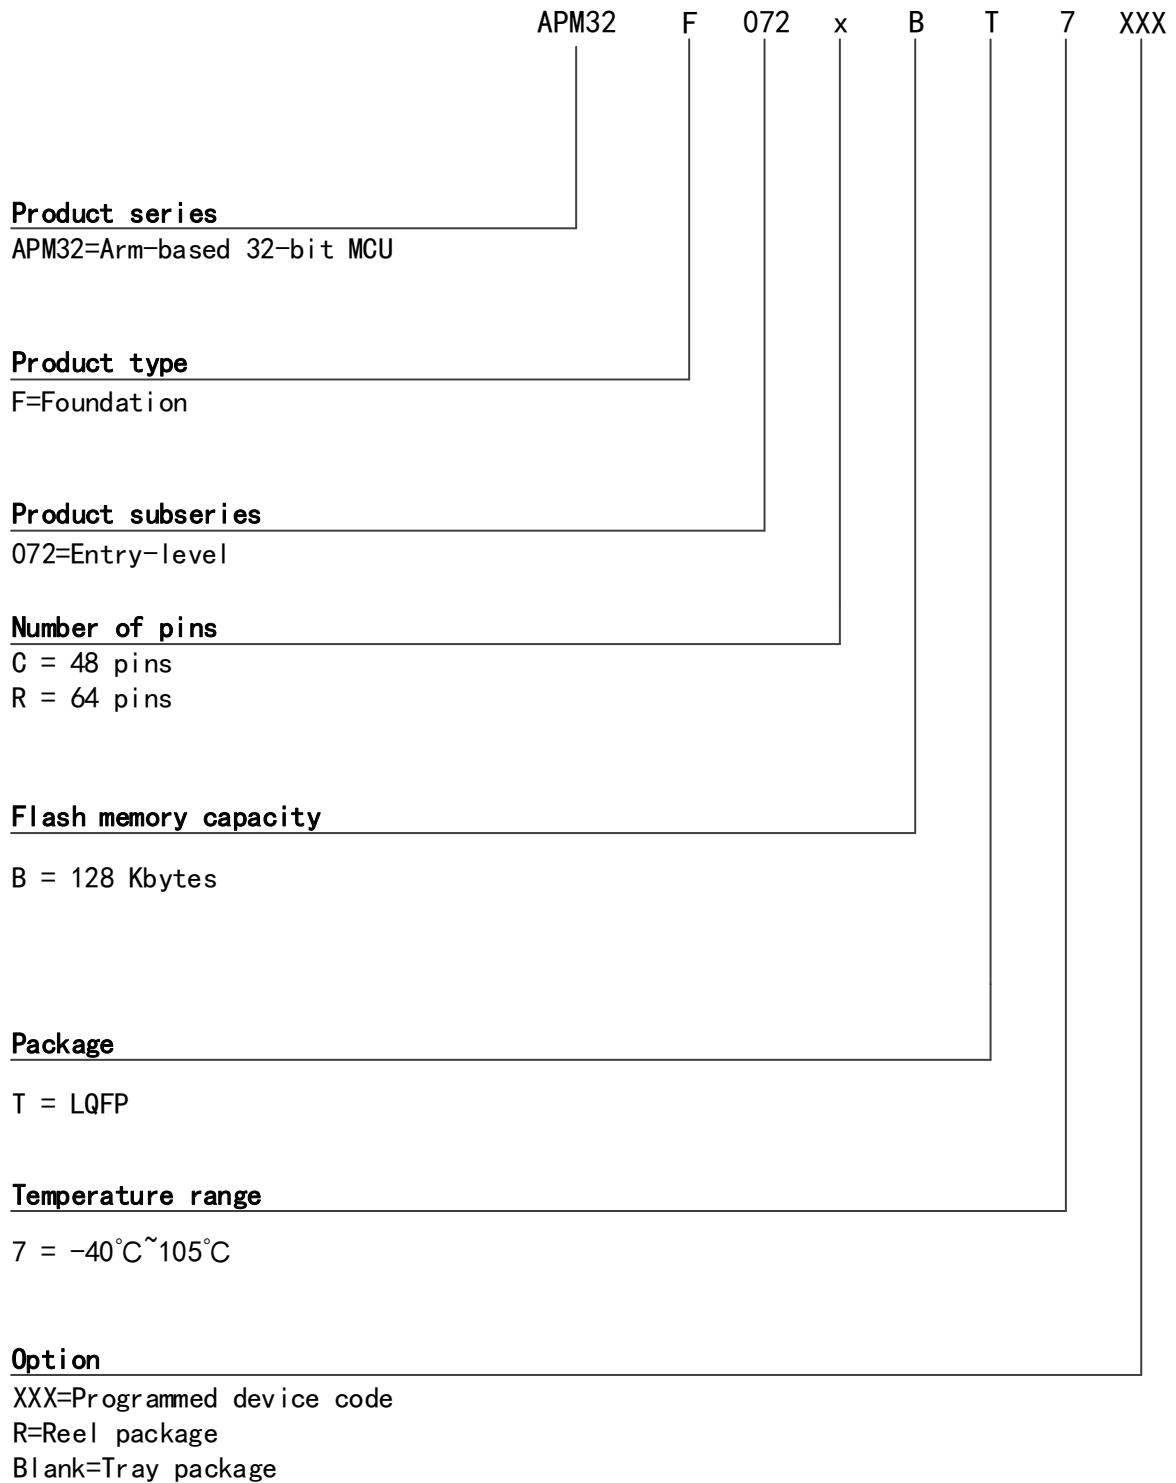 APM32 F 072 x B T 7 XXX
Product series
APM32=Arm-based 32-bit MCU
Product type
F=Foundation
Product subseries
072=Entry-level
Number of pins
C = 48 pins
R = 64 pins
Flash memory capacity
B = 128 Kbytes
Package
T = LQFP
Temperature range
7 = -40℃~105℃
Option
XXX=Programmed device code
R=Reel package
Blank=Tray package